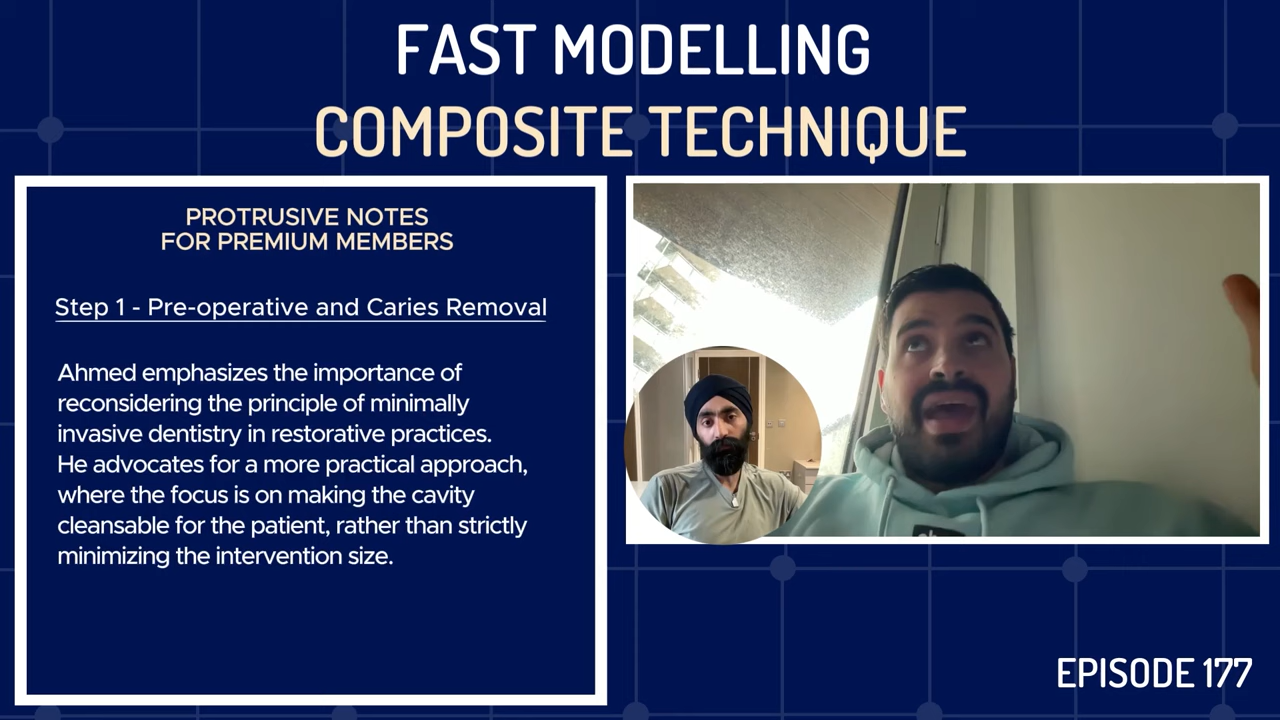 FAST MODELLING
COMPOSITE TECHNIQUE
PROTRUSIVE NOTES
FOR PREMIUM MEMBERS
Step 1 - Pre-operative and Caries Removal
Ahmed emphasizes the importance of
reconsidering the principle of minimally
invasive dentistry in restorative practices.
He advocates for a more practical approach,
where the focus is on making the cavity
cleansable for the patient, rather than strictly
minimizing the intervention size.
EPISODE 177